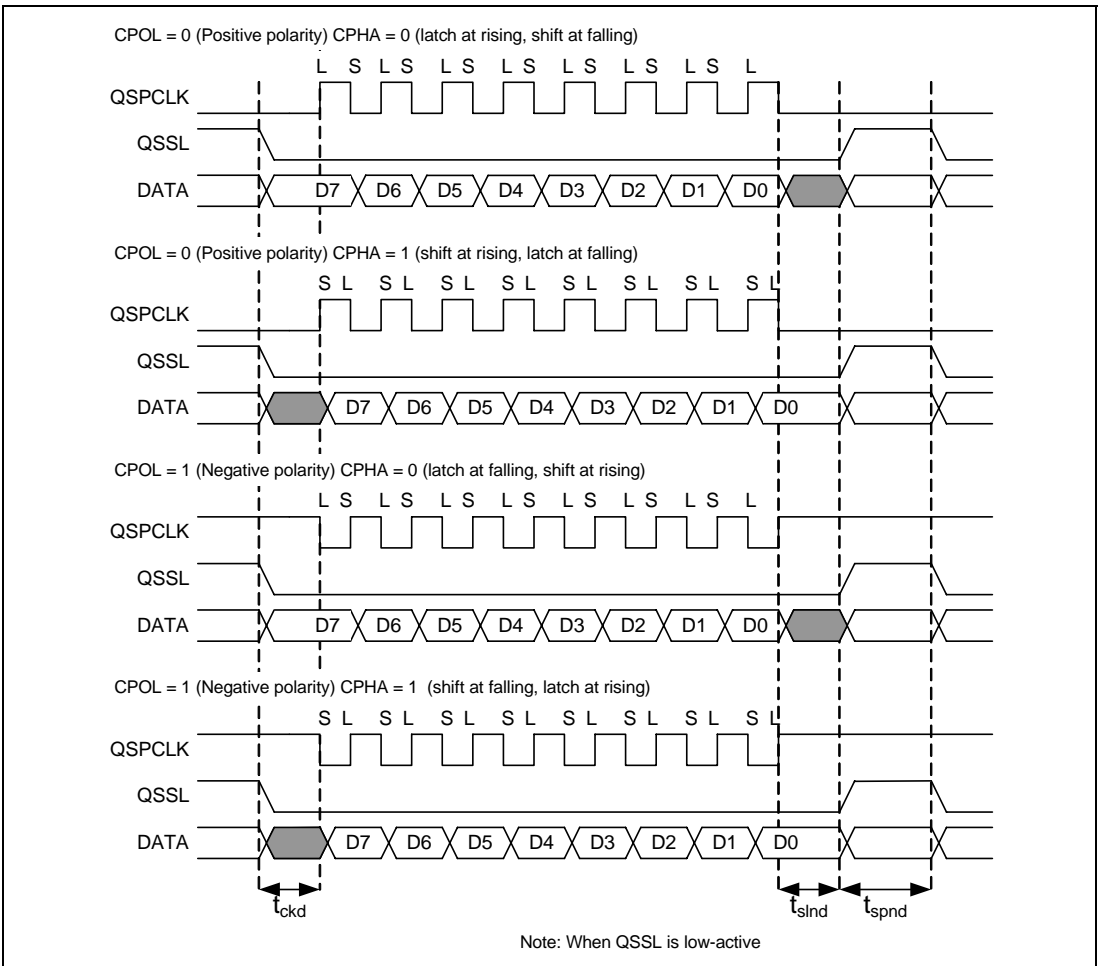 CPOL = 0 (Positive polarity) CPHA = 0 (latch at rising, shift at falling)
L S L S L S L S L S L S L S L
QSPCLK
QSSL
DATA D7 D6 D5 D4 D3 D2 D1 D0
CPOL = 0 (Positive polarity) CPHA = 1 (shift at rising, latch at falling)
S L S L S L S L S L S L S L S L
QSPCLK
QSSL
DATA D7 D6 D5 D4 D3 D2 D1 D0
CPOL = 1 (Negative polarity) CPHA = 0 (latch at falling, shift at rising)
L S L S L S L S L S L S L S L
QSPCLK
QSSL
DATA D7 D6 D5 D4 D3 D2 D1 D0
CPOL = 1 (Negative polarity) CPHA = 1 (shift at falling, latch at rising)
S L S L S L S L S L S L S L S L
QSPCLK
QSSL
DATA D7 D6 D5 D4 D3 D2 D1 D0
tckd tslnd tspnd
Note: When QSSL is low-active